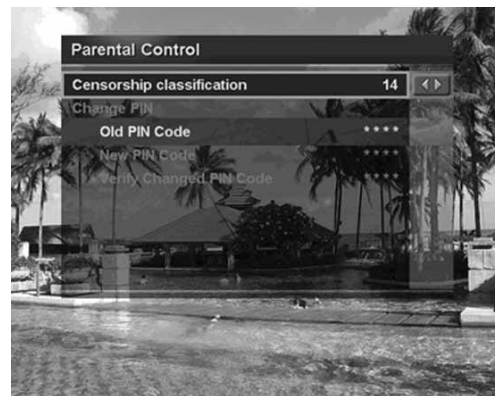 Parental Control
Censorship classification 14
Change PIN
Old PIN Code ****
New PIN Code ****
Verify Changed PIN Code ****